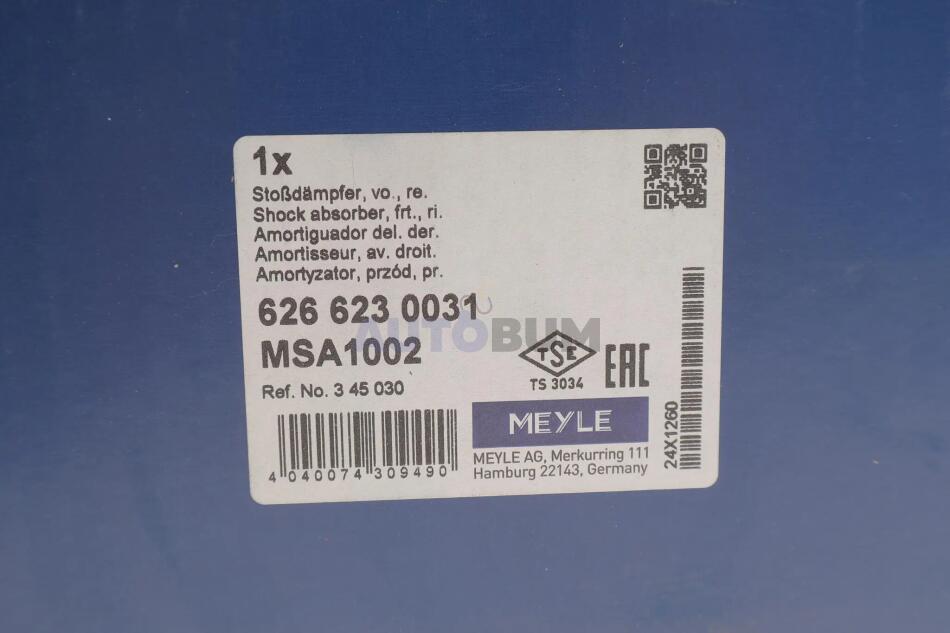 1x
Stoßdämpfer, vo., re.
Shock absorber, frt., ri.
Amortiguador del. der.
Amortisseur, av. droit.
Amortyzator, przód, pr.
626 623 0031
AUTOBUM
MSA1002
TSE
TS 3034
EAC
Ref. No. 3 45 030
MEYLE
MEYLE AG, Merkurring 111
Hamburg 22143, Germany
4 040074 309490
24X1260